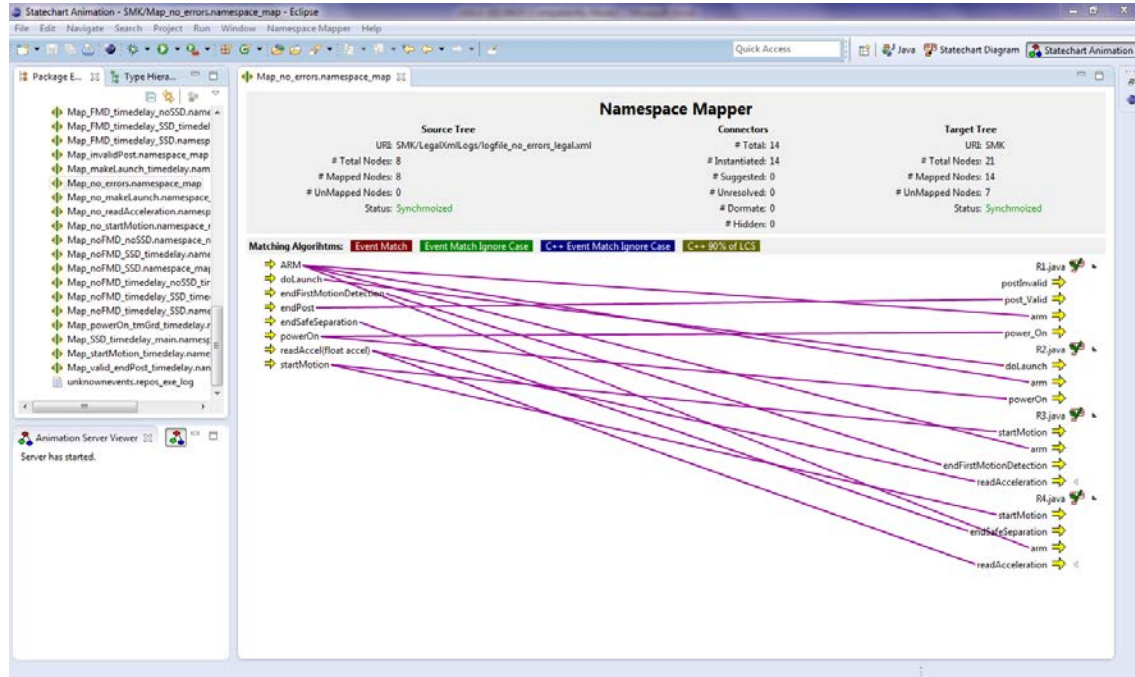 Statechart Animation - SMK/Map_no_errors.namespace_map - Eclipse
File Edit Navigate Search Project Run Window Namespace Mapper Help
Quick Access
Java
Statechart Diagram
Statechart Animation
Package E...
Type Hiera...
Map_FMD_timedelay_noSSD.name
Map_FMD_timedelay_SSD_timedel
Map_FMD_timedelay_SSD.namesp
Map_invalidPost.namespace_map
Map_makeLaunch_timedelay.nam
Map_no_errors.namespace_map
Map_no_makeLaunch.namespace_
Map_no_readAcceleration.namesp
Map_no_startMotion.namespace_r
Map_noFMD_noSSD.namespace_n
Map_noFMD_SSD_timedelay.name
Map_noFMD_SSD.namespace_map
Map_noFMD_timedelay_noSSD_tir
Map_noFMD_timedelay_SSD_time
Map_noFMD_timedelay_SSD.name
Map_powerOn_tmGrd_timedelay.r
Map_SSD_timedelay_main.namesp
Map_startMotion_timedelay.name
Map_valid_endPost_timedelay.nan
unknownevents.repos_exe_log
Animation Server Viewer
Server has started.
Map_no_errors.namespace_map
Namespace Mapper
Source Tree
URI: SMK/LegalXmlLogs/logfile_no_errors_legal.xml
# Total Nodes: 8
# Mapped Nodes: 8
# UnMapped Nodes: 0
Status: Synchrnoized
Connectors
# Total: 14
# Instantiated: 14
# Suggested: 0
# Unresolved: 0
# Dormate: 0
# Hidden: 0
Target Tree
URI: SMK
# Total Nodes: 21
# Mapped Nodes: 14
# UnMapped Nodes: 7
Status: Synchrnoized
Matching Algorihtms: Event Match Event Match Ignore Case C++ Event Match Ignore Case C++ 90% of LCS
ARM
doLaunch
endFirstMotionDetection
endPost
endSafeSeparation
powerOn
readAccel(float accel)
startMotion
R1.java
postInvalid
post_Valid
arm
power_On
R2.java
doLaunch
arm
powerOn
R3.java
startMotion
arm
endFirstMotionDetection
readAcceleration
R4.java
startMotion
endSafeSeparation
arm
readAcceleration